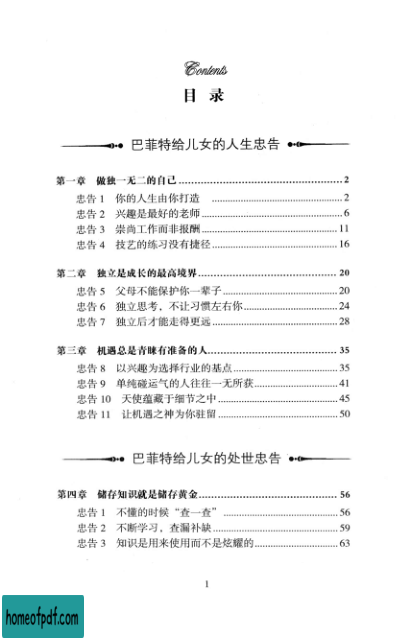 Contents
目 录
巴菲特给儿女的人生忠告
第一章 做独一无二的自己 2
忠告 1 你的人生由你打造 2
忠告 2 兴趣是最好的老师 6
忠告 3 崇尚工作而非报酬 11
忠告 4 技艺的练习没有捷径 16
第二章 独立是成长的最高境界 20
忠告 5 父母不能保护你一辈子 20
忠告 6 独立思考，不让习惯左右你 24
忠告 7 独立后才能走得更远 28
第三章 机遇总是青睐有准备的人 35
忠告 8 以兴趣为选择行业的基点 35
忠告 9 单纯碰运气的人往往一无所获 41
忠告 10 天使蕴藏于细节之中 45
忠告 11 让机遇之神为你驻留 50
巴菲特给儿女的处世忠告
第四章 储存知识就是储存黄金 56
忠告 1 不懂的时候“查一查” 56
忠告 2 不断学习，查漏补缺 59
忠告 3 知识是用来使用而不是炫耀的 63
1
homeofpdf.com